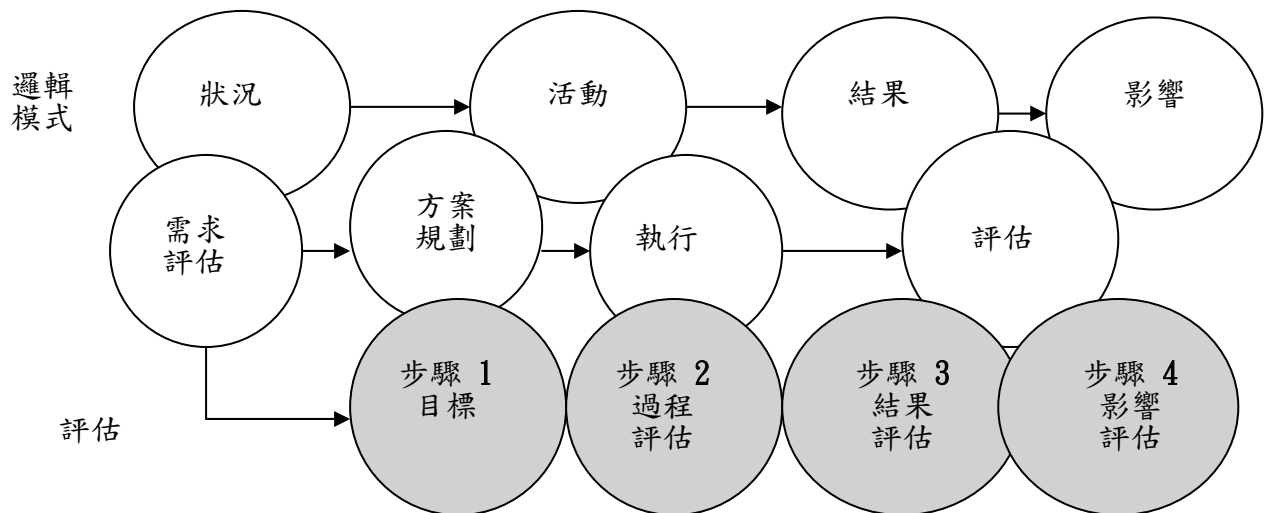 邏輯
模式
狀況
活動
結果
影響
需求
評估
方案
規劃
執行
評估
評估
步驟 1
目標
步驟 2
過程
評估
步驟 3
結果
評估
步驟 4
影響
評估